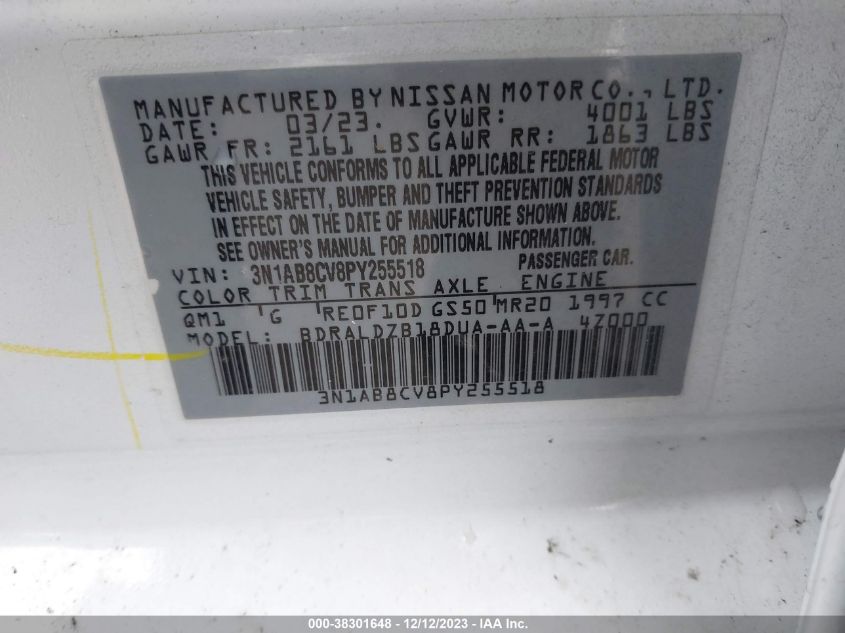 MANUFACTURED BY NISSAN MOTOR CO., LTD.
DATE: 03/23. GVWR: 4001 LBS
GAWR FR: 2161 LBS GAWR RR: 1863 LBS
THIS VEHICLE CONFORMS TO ALL APPLICABLE FEDERAL MOTOR
VEHICLE SAFETY, BUMPER AND THEFT PREVENTION STANDARDS
IN EFFECT ON THE DATE OF MANUFACTURE SHOWN ABOVE.
SEE OWNER'S MANUAL FOR ADDITIONAL INFORMATION.
VIN: 3N1AB8CV8PY255518 PASSENGER CAR.
COLOR TRIM TRANS AXLE ENGINE
QM1 'G 'RE0F10D GS50'MR20 1997 CC
MODEL: BDRALDZB18DUA-AA-A 4Z000
3N1AB8CV8PY255518
000-38301648 - 12/12/2023 - IAA Inc.